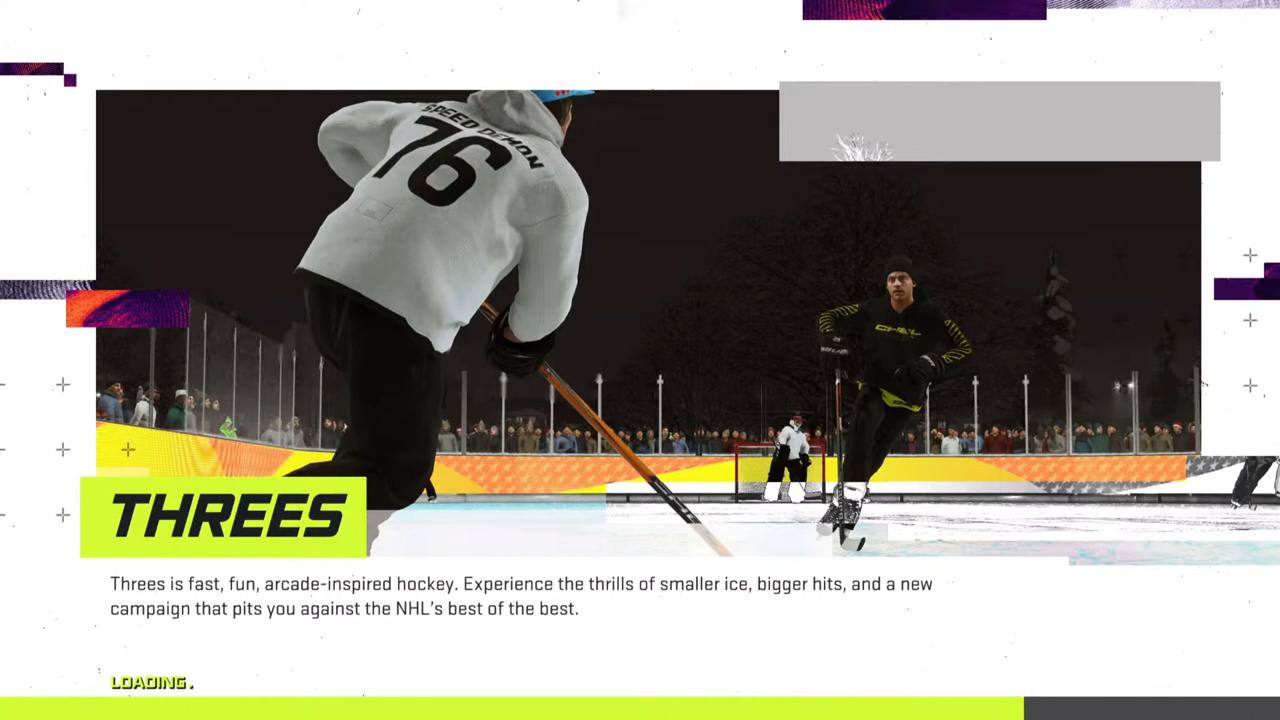 SPEED DEMON
76
CHEL
THREES
Threes is fast, fun, arcade-inspired hockey. Experience the thrills of smaller ice, bigger hits, and a new
campaign that pits you against the NHL's best of the best.
LOADING.